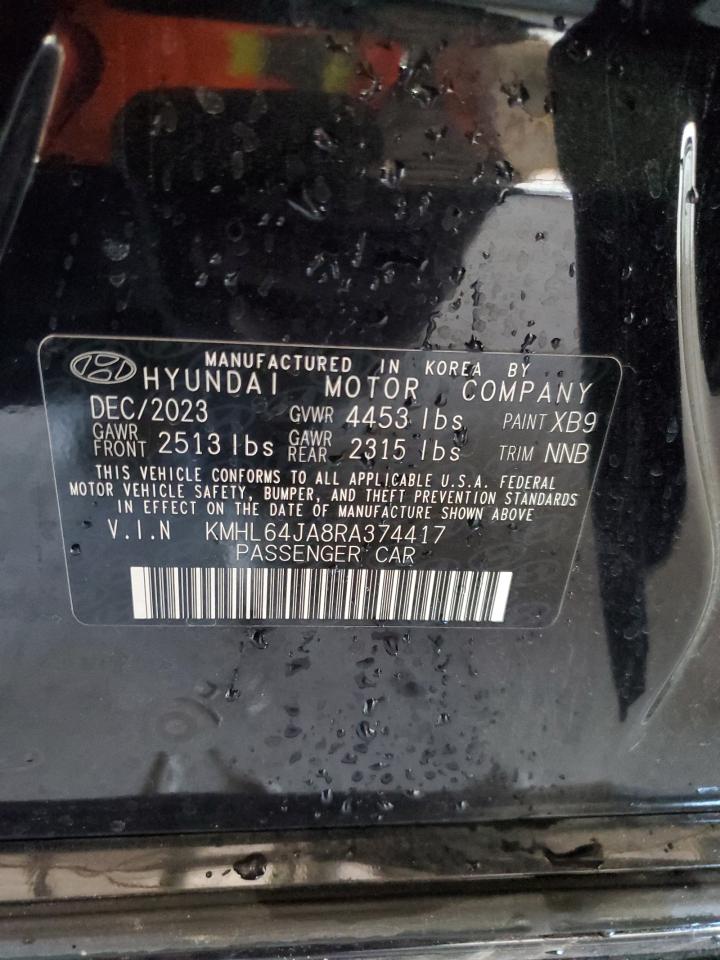 MANUFACTURED IN KOREA BY
HYUNDAI MOTOR COMPANY
DEC/2023 GVWR 4453 lbs PAINT XB9
GAWR FRONT 2513 lbs GAWR REAR 2315 lbs TRIM NNB
THIS VEHICLE CONFORMS TO ALL APPLICABLE U.S.A. FEDERAL
MOTOR VEHICLE SAFETY, BUMPER, AND THEFT PREVENTION STANDARDS
IN EFFECT ON THE DATE OF MANUFACTURE SHOWN ABOVE
V.I.N KMHL64JA8RA374417
PASSENGER CAR